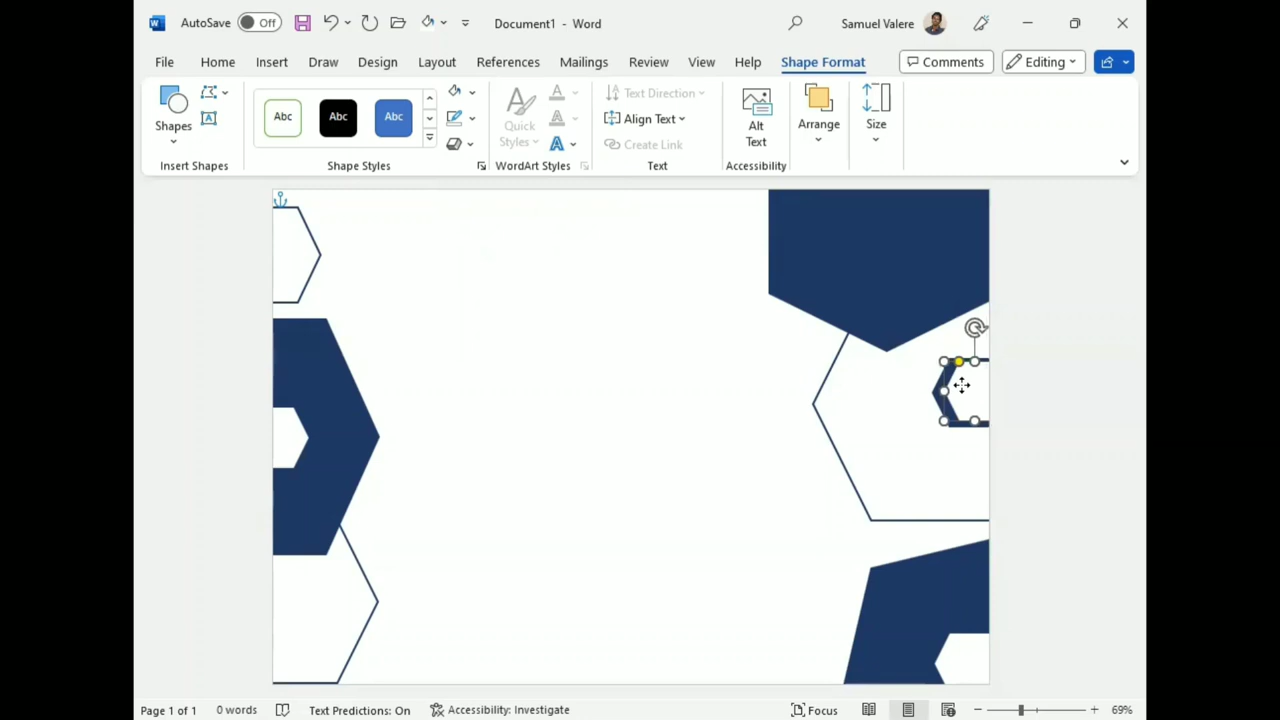 AutoSave Off Document1 - Word Samuel Valere
File Home Insert Draw Design Layout References Mailings Review View Help Shape Format Comments Editing
Shapes
Abc Abc Abc
Quick Styles
Text Direction
Align Text
Create Link
Alt Text
Arrange
Size
Insert Shapes Shape Styles WordArt Styles Text Accessibility
Page 1 of 1 0 words Text Predictions: On Accessibility: Investigate Focus 69%